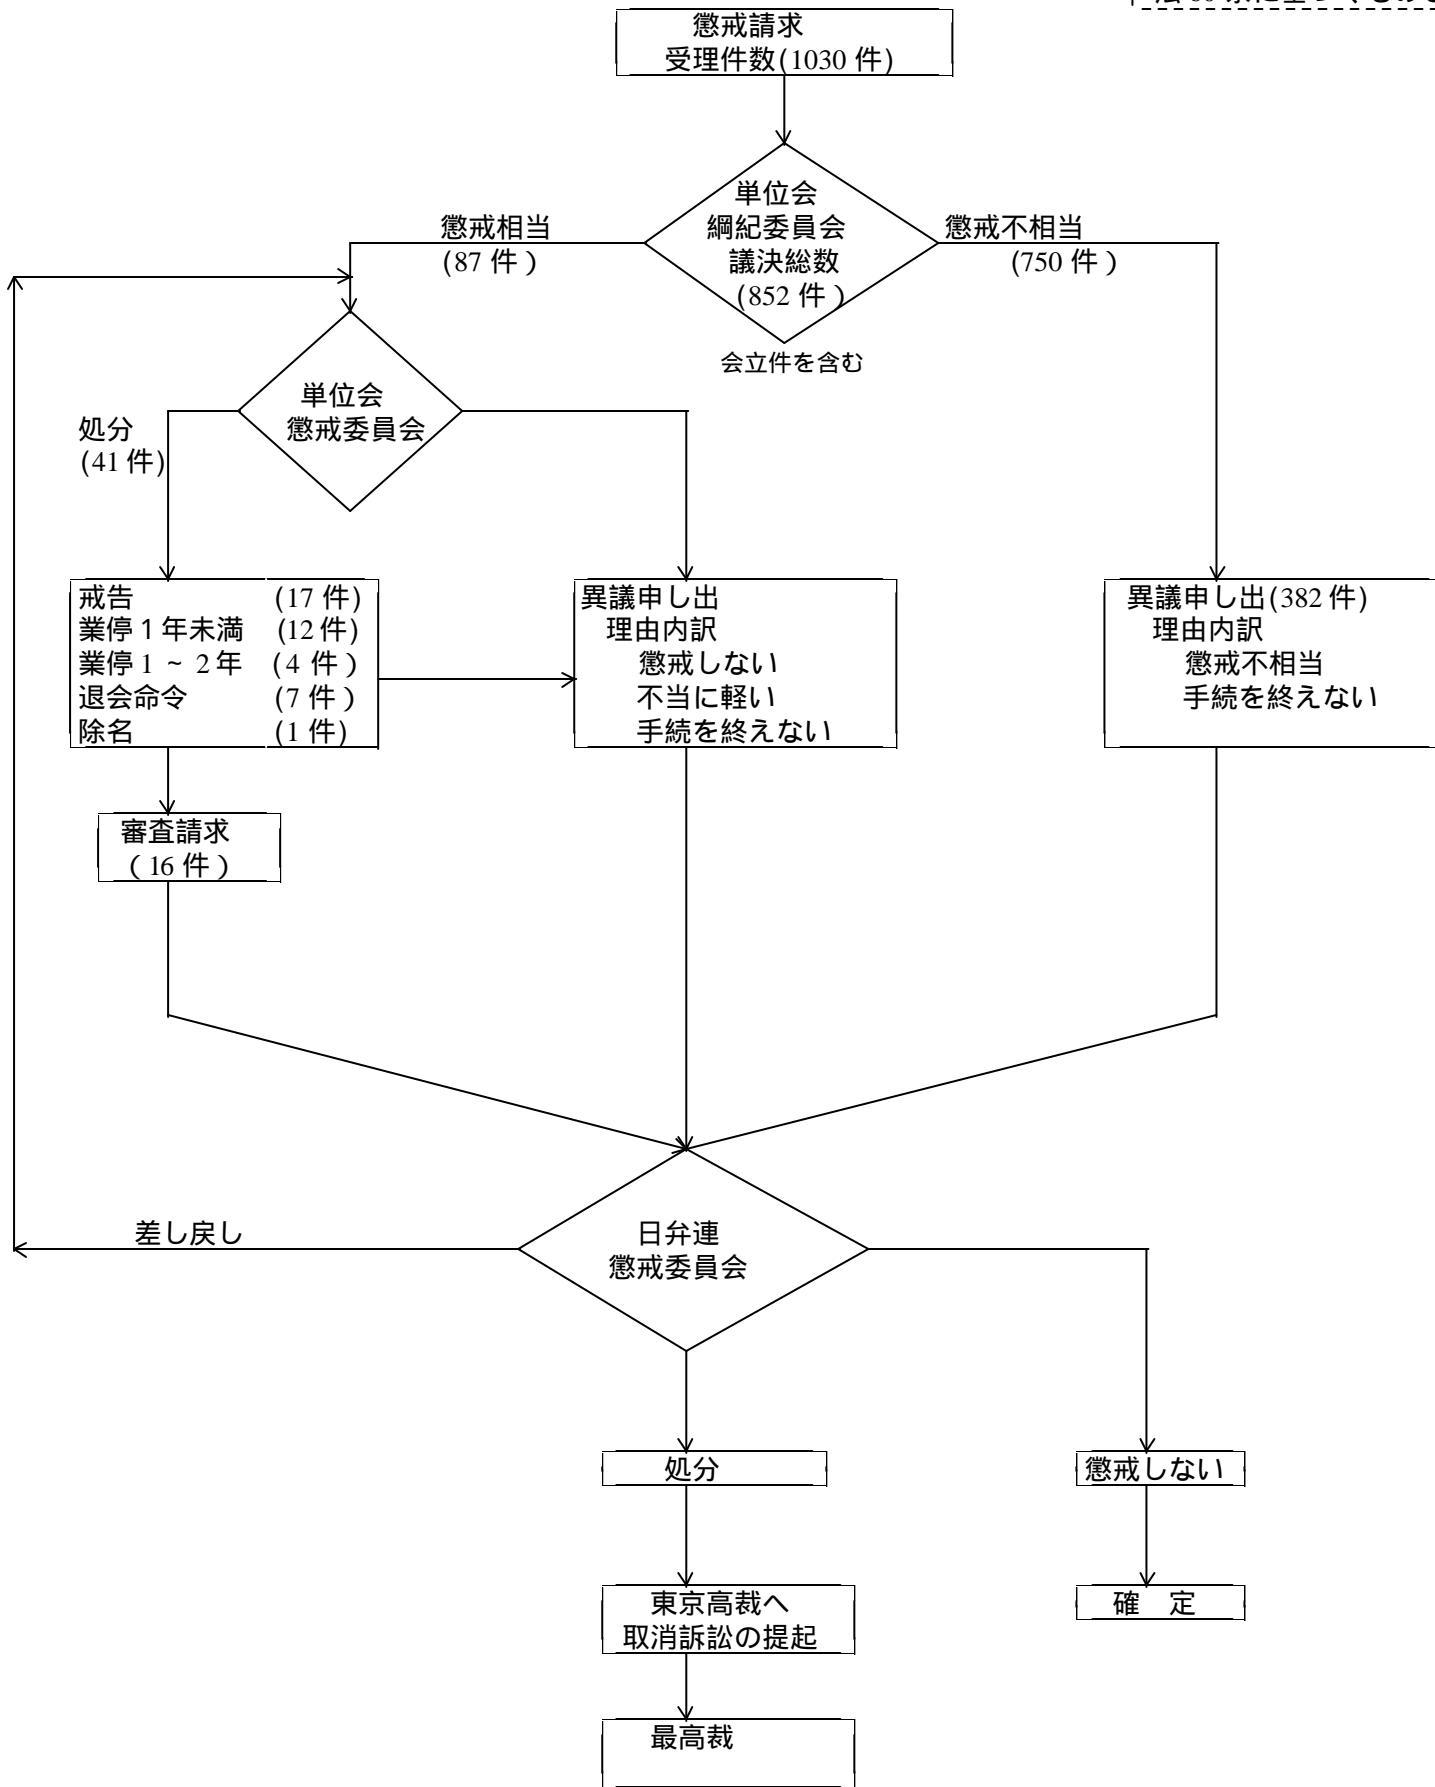 懲戒請求
受理件数(1030 件)
単位会
綱紀委員会
議決総数
(852 件 )
会立件を含む
懲戒相当
(87 件 )
懲戒不相当
(750 件 )
単位会
懲戒委員会
処分
(41 件)
戒告 (17 件)
業停 1 年未満 (12 件)
業停 1 ~ 2 年 (4 件 )
退会命令 (7 件 )
除名 (1 件)
異議申し出
理由内訳
懲戒しない
不当に軽い
手続を終えない
異議申し出(382 件)
理由内訳
懲戒不相当
手続を終えない
審査請求
( 16 件 )
差し戻し
日弁連
懲戒委員会
処分
懲戒しない
東京高裁へ
取消訴訟の提起
確 定
最高裁